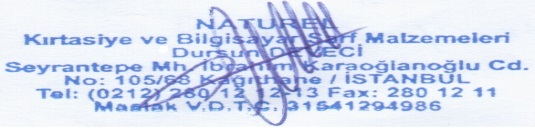 NATUREL
Kırtasiye ve Bilgisayar Sarf Malzemeleri
Dursun DEVECİ
Seyrantepe Mh. İbrahim Karaoğlanoğlu Cd.
No: 105/68 Kağıthane / İSTANBUL
Tel: (0212) 280 12 13 Fax: 280 12 11
Maslak V.D.T.C. 31541294986